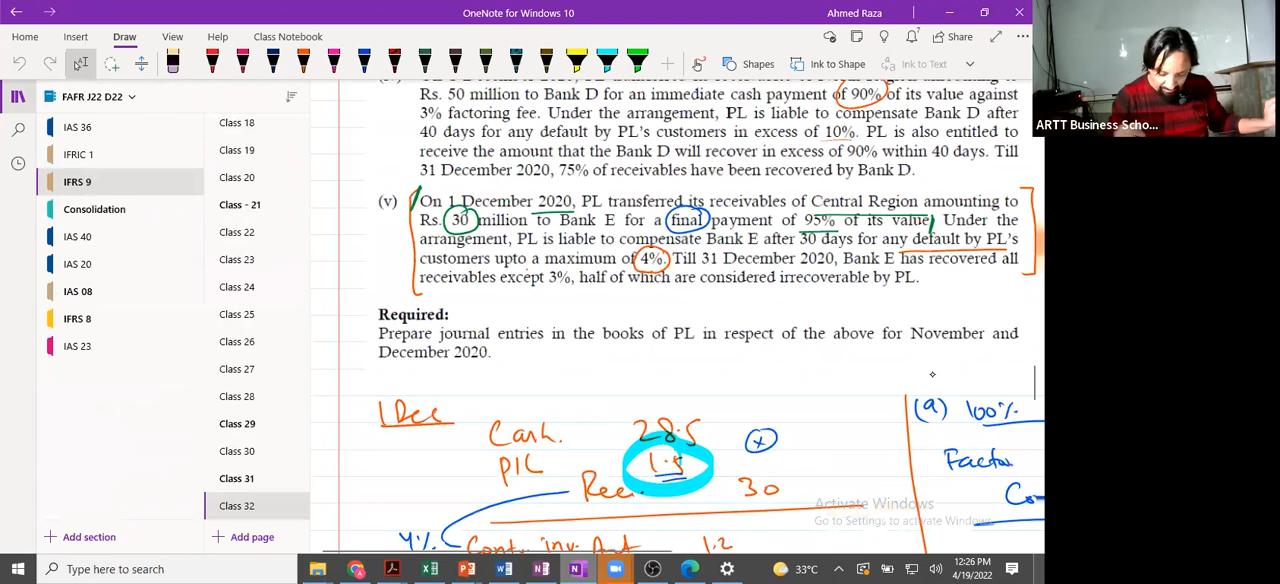 OneNote for Windows 10
Ahmed Raza
Home Insert Draw View Help Class Notebook
Share
Shapes Ink to Shape Ink to Text
FAFR J22 D22
IAS 36
IFRIC 1
IFRS 9
Consolidation
IAS 40
IAS 20
IAS 08
IFRS 8
IAS 23
Add section
Class 18
Class 19
Class 20
Class - 21
Class 22
Class 23
Class 24
Class 25
Class 26
Class 27
Class 28
Class 29
Class 30
Class 31
Class 32
Add page
Rs. 50 million to Bank D for an immediate cash payment of 90% of its value against
3% factoring fee. Under the arrangement, PL is liable to compensate Bank D after
40 days for any default by PL's customers in excess of 10%. PL is also entitled to
receive the amount that the Bank D will recover in excess of 90% within 40 days. Till
31 December 2020, 75% of receivables have been recovered by Bank D.
(v) On 1 December 2020, PL transferred its receivables of Central Region amounting to
Rs. 30 million to Bank E for a final payment of 95% of its value. Under the
arrangement, PL is liable to compensate Bank E after 30 days for any default by PL's
customers upto a maximum of 4%. Till 31 December 2020, Bank E has recovered all
receivables except 3%, half of which are considered irrecoverable by PL.
Required:
Prepare journal entries in the books of PL in respect of the above for November and
December 2020.
1 Dec
Cash. 28.5
P/L 1.5
Rec. 30
4% Cont. inv. Ast 1.2
(a) 100%
Factor
Co
Activate Windows
Go to Settings to activate Windows.
ARTT Business Scho...
Type here to search
33°C
12:26 PM
4/19/2022